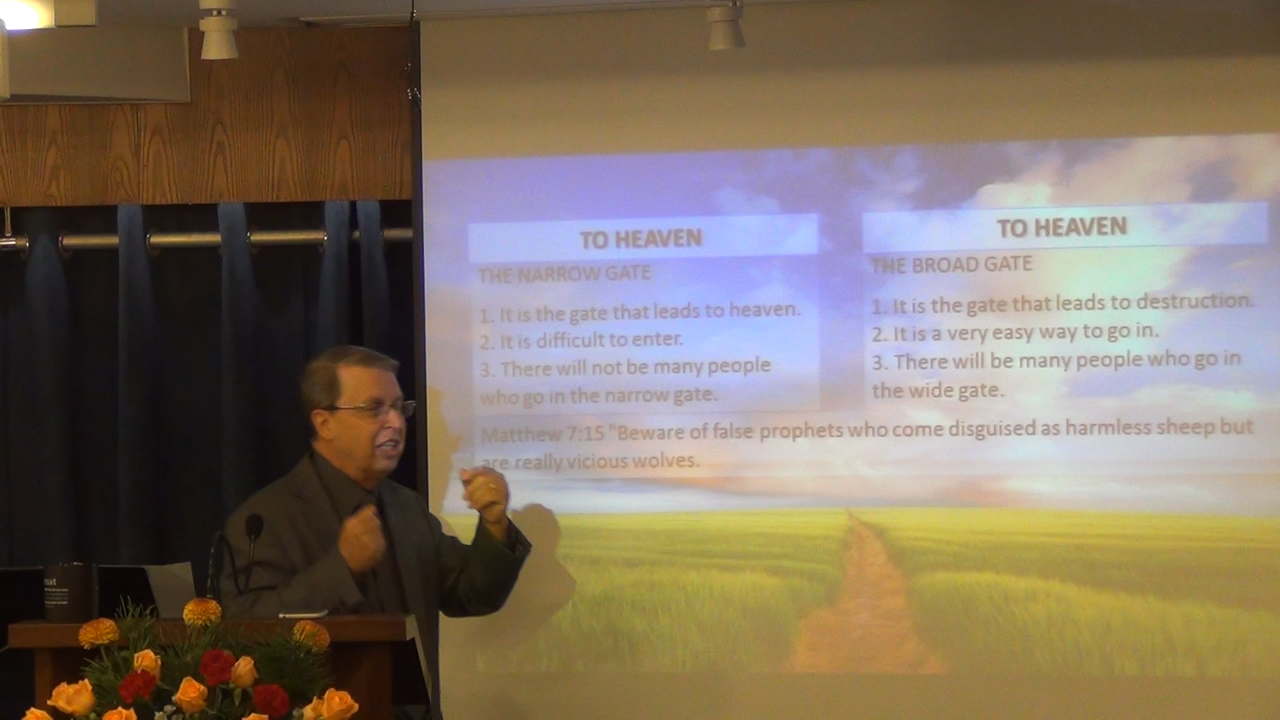 TO HEAVEN
THE NARROW GATE
1. It is the gate that leads to heaven.
2. It is difficult to enter.
3. There will not be many people
who go in the narrow gate.
TO HEAVEN
THE BROAD GATE
1. It is the gate that leads to destruction.
2. It is a very easy way to go in.
3. There will be many people who go in
the wide gate.
Matthew 7:15 "Beware of false prophets who come disguised as harmless sheep but
are really vicious wolves.